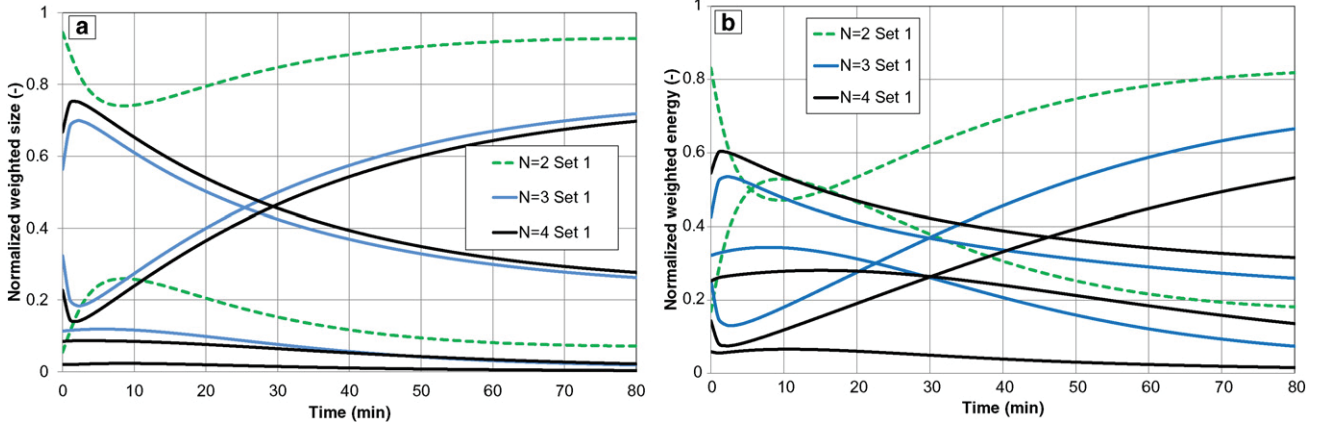 a
Normalized weighted size (-)
1
0.8
0.6
0.4
0.2
0
0 10 20 30 40 50 60 70 80
Time (min)
N=2 Set 1
N=3 Set 1
N=4 Set 1
b
Normalized weighted energy (-)
1
0.8
0.6
0.4
0.2
0
0 10 20 30 40 50 60 70 80
Time (min)
N=2 Set 1
N=3 Set 1
N=4 Set 1